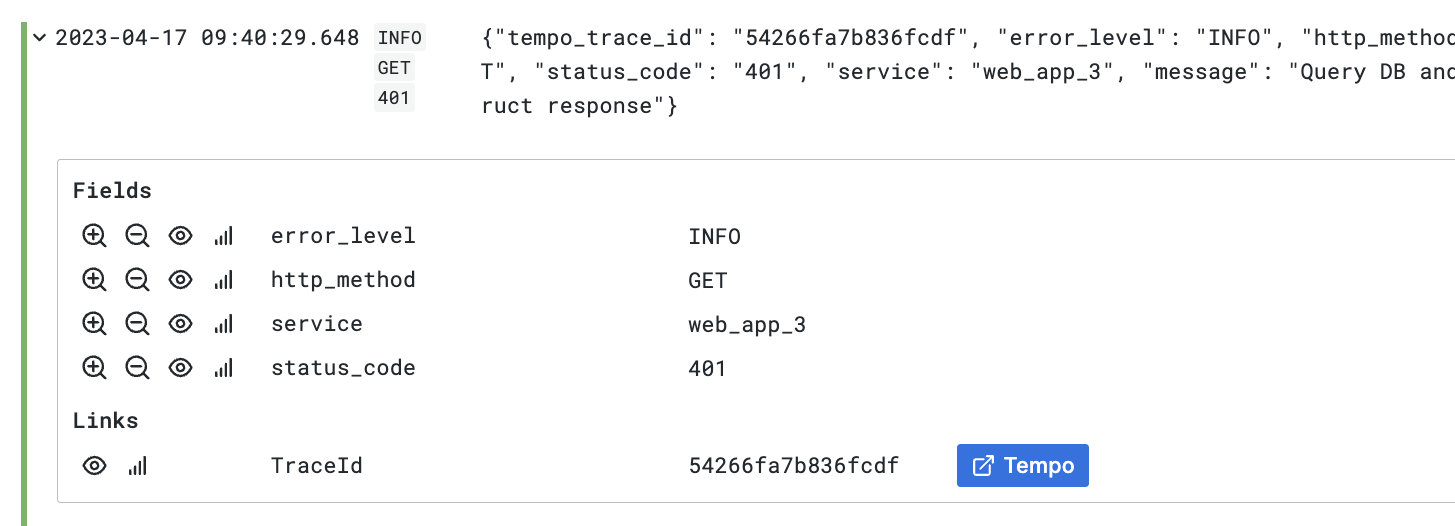 2023-04-17 09:40:29.648 INFO {"tempo_trace_id": "54266fa7b836fcdf", "error_level": "INFO", "http_metho
GET T", "status_code": "401", "service": "web_app_3", "message": "Query DB and
401 ruct response"}
Fields
error_level INFO
http_method GET
service web_app_3
status_code 401
Links
TraceId 54266fa7b836fcdf Tempo